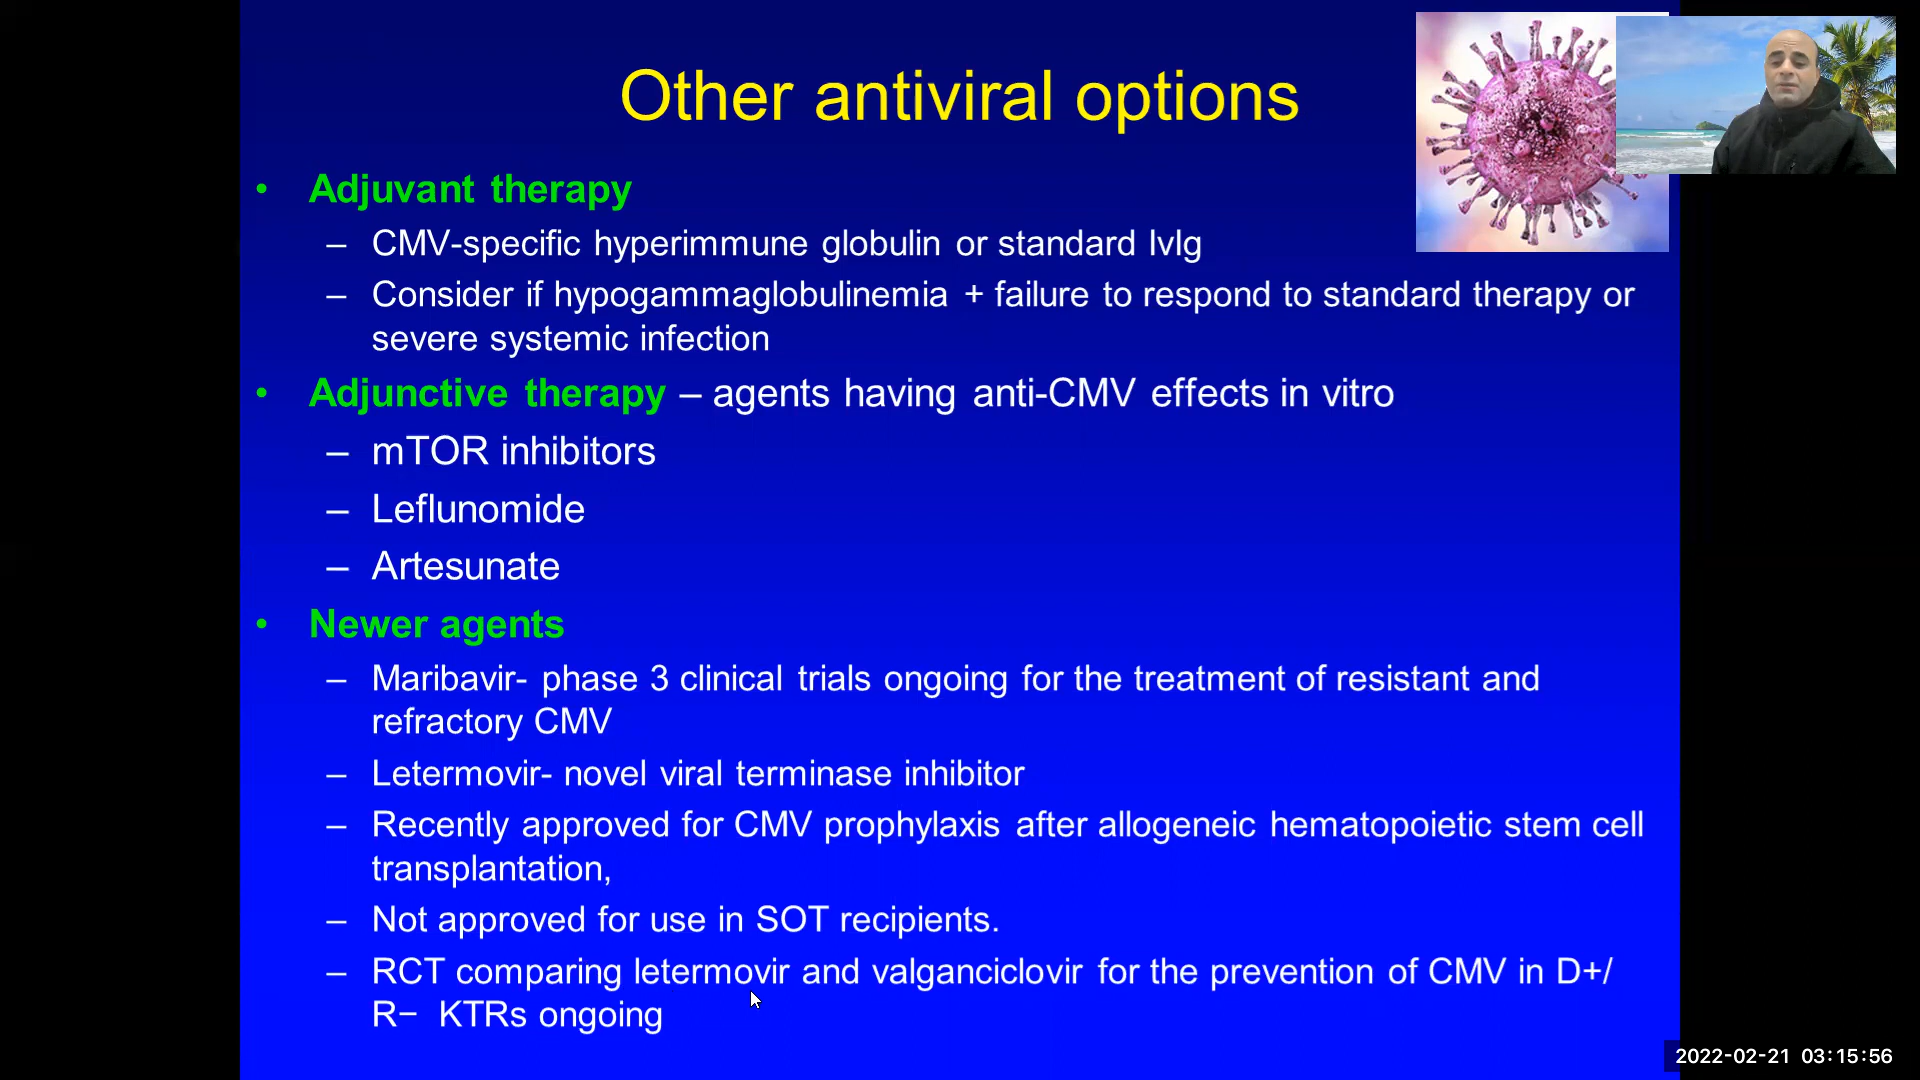 Other antiviral options
• Adjuvant therapy
– CMV-specific hyperimmune globulin or standard IvIg
– Consider if hypogammaglobulinemia + failure to respond to standard therapy or
severe systemic infection
• Adjunctive therapy – agents having anti-CMV effects in vitro
– mTOR inhibitors
– Leflunomide
– Artesunate
• Newer agents
– Maribavir- phase 3 clinical trials ongoing for the treatment of resistant and
refractory CMV
– Letermovir- novel viral terminase inhibitor
– Recently approved for CMV prophylaxis after allogeneic hematopoietic stem cell
transplantation,
– Not approved for use in SOT recipients.
– RCT comparing letermovir and valganciclovir for the prevention of CMV in D+/
R− KTRs ongoing
2022-02-21 03:15:56